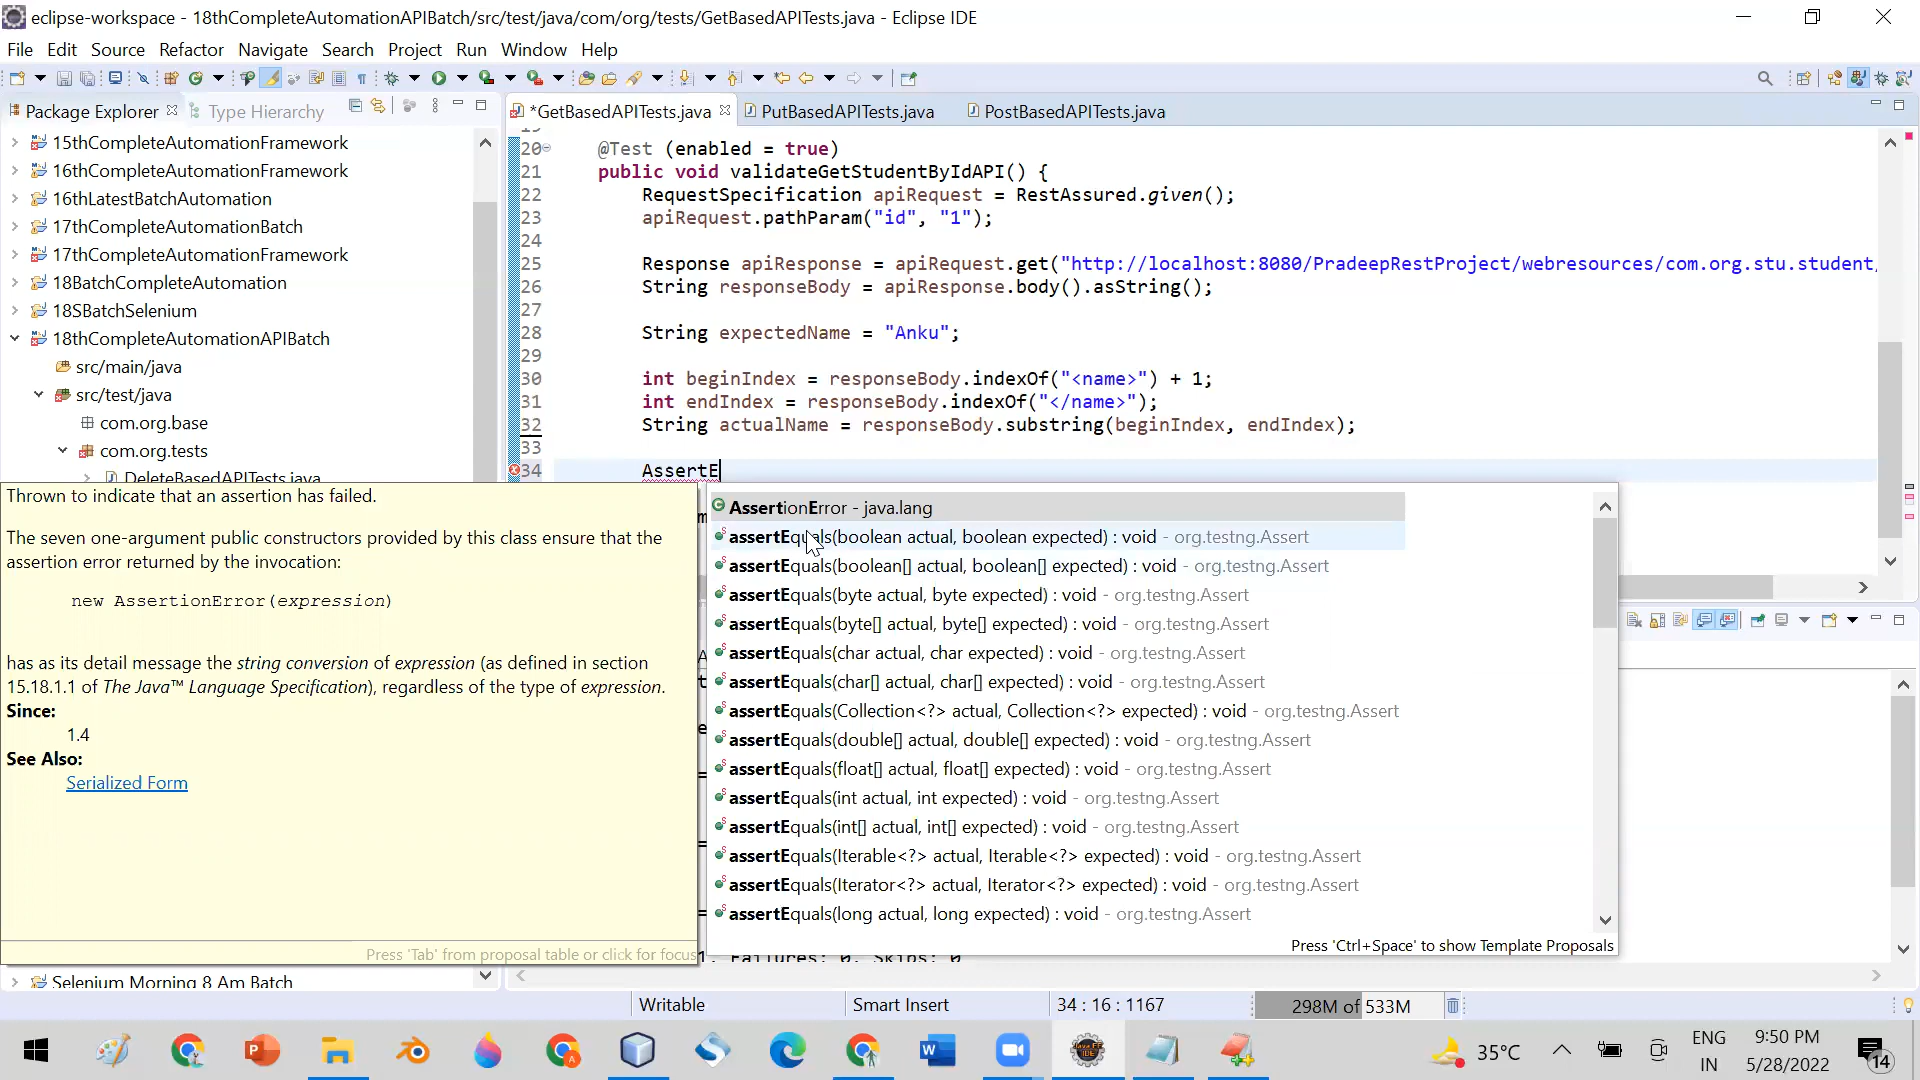 eclipse-workspace - 18thCompleteAutomationAPIBatch/src/test/java/com/org/tests/GetBasedAPITests.java - Eclipse IDE
File Edit Source Refactor Navigate Search Project Run Window Help
Package Explorer Type Hierarchy
*GetBasedAPITests.java PutBasedAPITests.java PostBasedAPITests.java
15thCompleteAutomationFramework
16thCompleteAutomationFramework
16thLatestBatchAutomation
17thCompleteAutomationBatch
17thCompleteAutomationFramework
18BatchCompleteAutomation
18SBatchSelenium
18thCompleteAutomationAPIBatch
src/main/java
src/test/java
com.org.base
com.org.tests
DeleteBasedAPITests.java
20 @Test (enabled = true)
21 public void validateGetStudentByIdAPI() {
22 RequestSpecification apiRequest = RestAssured.given();
23 apiRequest.pathParam("id", "1");
24
25 Response apiResponse = apiRequest.get("http://localhost:8080/PradeepRestProject/webresources/com.org.stu.student/
26 String responseBody = apiResponse.body().asString();
27
28 String expectedName = "Anku";
29
30 int beginIndex = responseBody.indexOf("<name>") + 1;
31 int endIndex = responseBody.indexOf("</name>");
32 String actualName = responseBody.substring(beginIndex, endIndex);
33
34 AssertE
Thrown to indicate that an assertion has failed.
The seven one-argument public constructors provided by this class ensure that the
assertion error returned by the invocation:
new AssertionError(expression)
has as its detail message the string conversion of expression (as defined in section
15.18.1.1 of The Java™ Language Specification), regardless of the type of expression.
Since:
1.4
See Also:
Serialized Form
Press 'Tab' from proposal table or click for focus
AssertionError - java.lang
assertEquals(boolean actual, boolean expected) : void - org.testng.Assert
assertEquals(boolean[] actual, boolean[] expected) : void - org.testng.Assert
assertEquals(byte actual, byte expected) : void - org.testng.Assert
assertEquals(byte[] actual, byte[] expected) : void - org.testng.Assert
assertEquals(char actual, char expected) : void - org.testng.Assert
assertEquals(char[] actual, char[] expected) : void - org.testng.Assert
assertEquals(Collection<?> actual, Collection<?> expected) : void - org.testng.Assert
assertEquals(double[] actual, double[] expected) : void - org.testng.Assert
assertEquals(float[] actual, float[] expected) : void - org.testng.Assert
assertEquals(int actual, int expected) : void - org.testng.Assert
assertEquals(int[] actual, int[] expected) : void - org.testng.Assert
assertEquals(Iterable<?> actual, Iterable<?> expected) : void - org.testng.Assert
assertEquals(Iterator<?> actual, Iterator<?> expected) : void - org.testng.Assert
assertEquals(long actual, long expected) : void - org.testng.Assert
Press 'Ctrl+Space' to show Template Proposals
1, Failures: 0, Skips: 0
Selenium Morning 8 Am Batch
Writable Smart Insert 34 : 16 : 1167 298M of 533M
35°C ENG IN 9:50 PM 5/28/2022 14